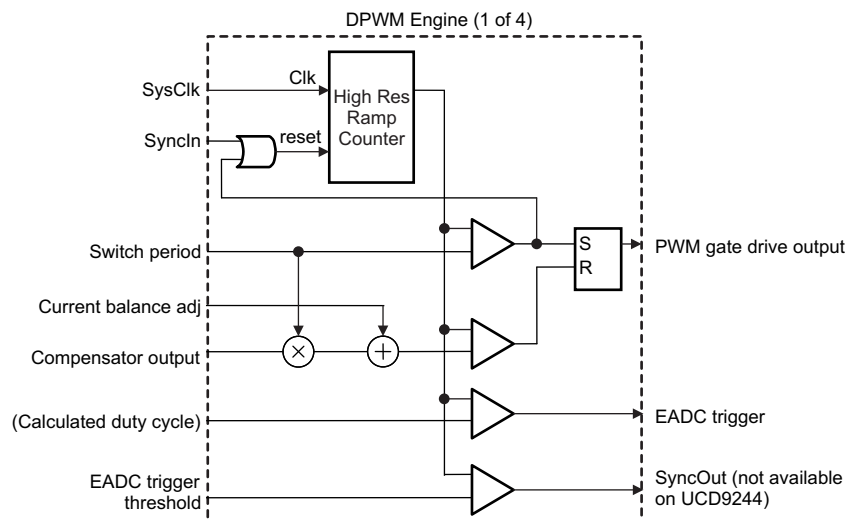 DPWM Engine (1 of 4)
SysClk
Clk
High Res
Ramp
Counter
SyncIn
reset
Switch period
S
R
PWM gate drive output
Current balance adj
Compensator output
×
+
(Calculated duty cycle)
EADC trigger
EADC trigger
threshold
SyncOut (not available
on UCD9244)